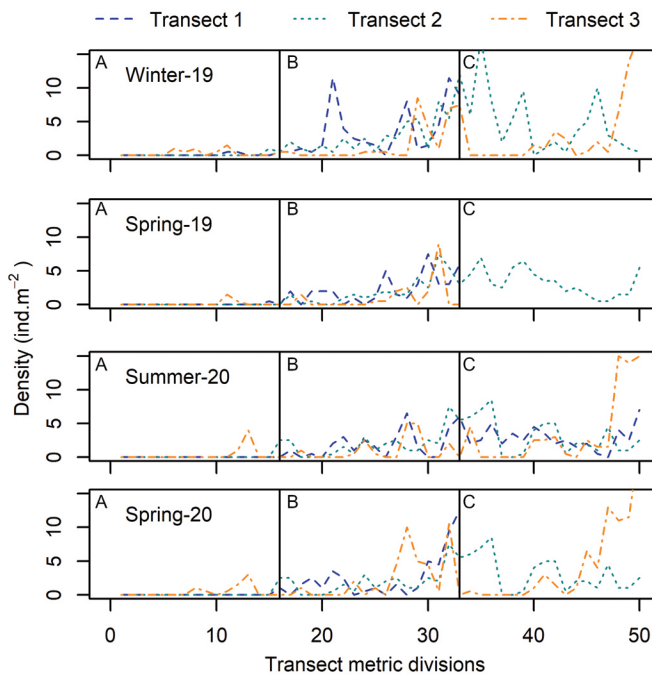 Transect 1 Transect 2 Transect 3
A B C
Winter-19
0 5 10
A B C
Spring-19
0 5 10
A B C
Summer-20
0 5 10
A B C
Spring-20
0 5 10
Density (ind.m⁻²)
0 10 20 30 40 50
Transect metric divisions